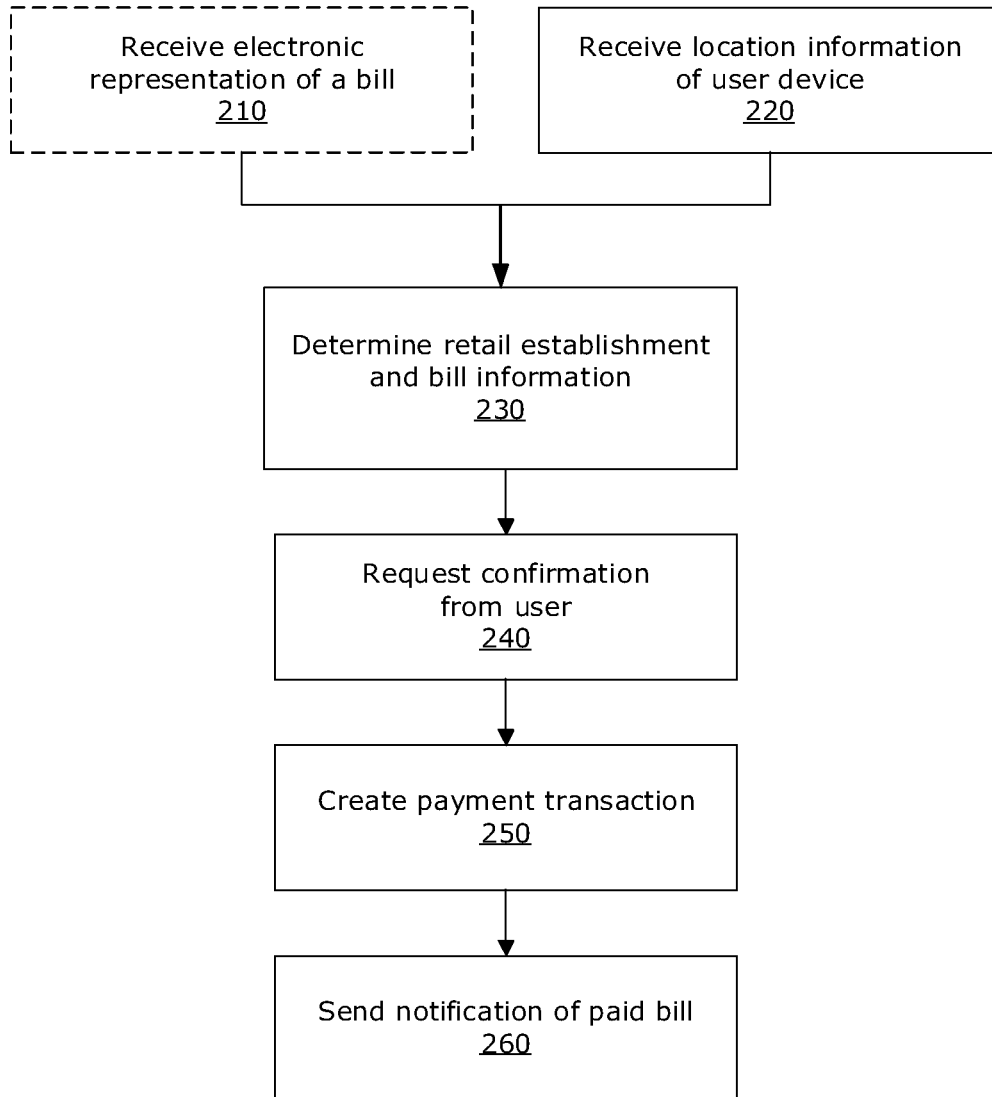 Receive electronic
representation of a bill
210
Receive location information
of user device
220
Determine retail establishment
and bill information
230
Request confirmation
from user
240
Create payment transaction
250
Send notification of paid bill
260